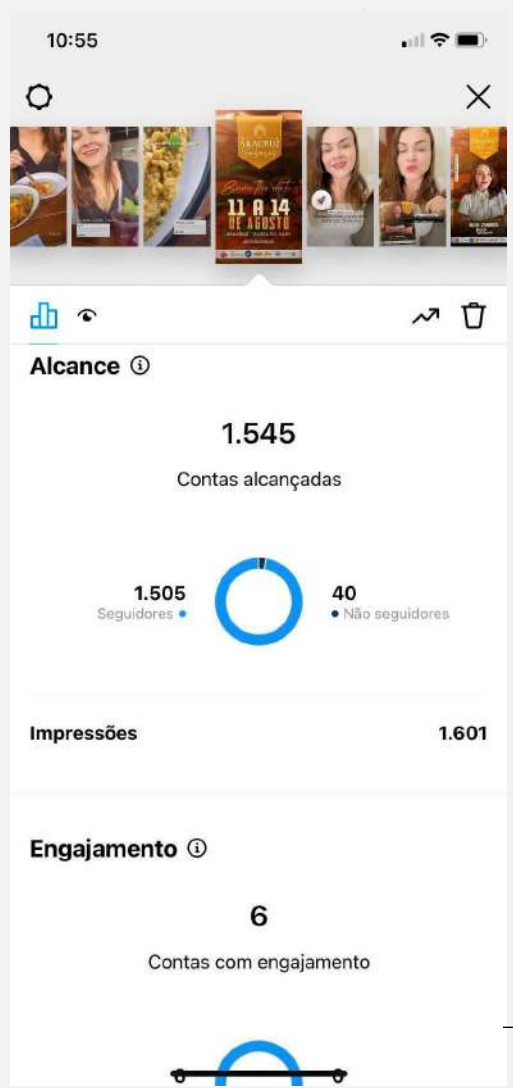 10:55
ARACRUZ
11 A 14
DE AGOSTO
Alcance
1.545
Contas alcançadas
1.505
Seguidores
40
Não seguidores
Impressões
1.601
Engajamento
6
Contas com engajamento